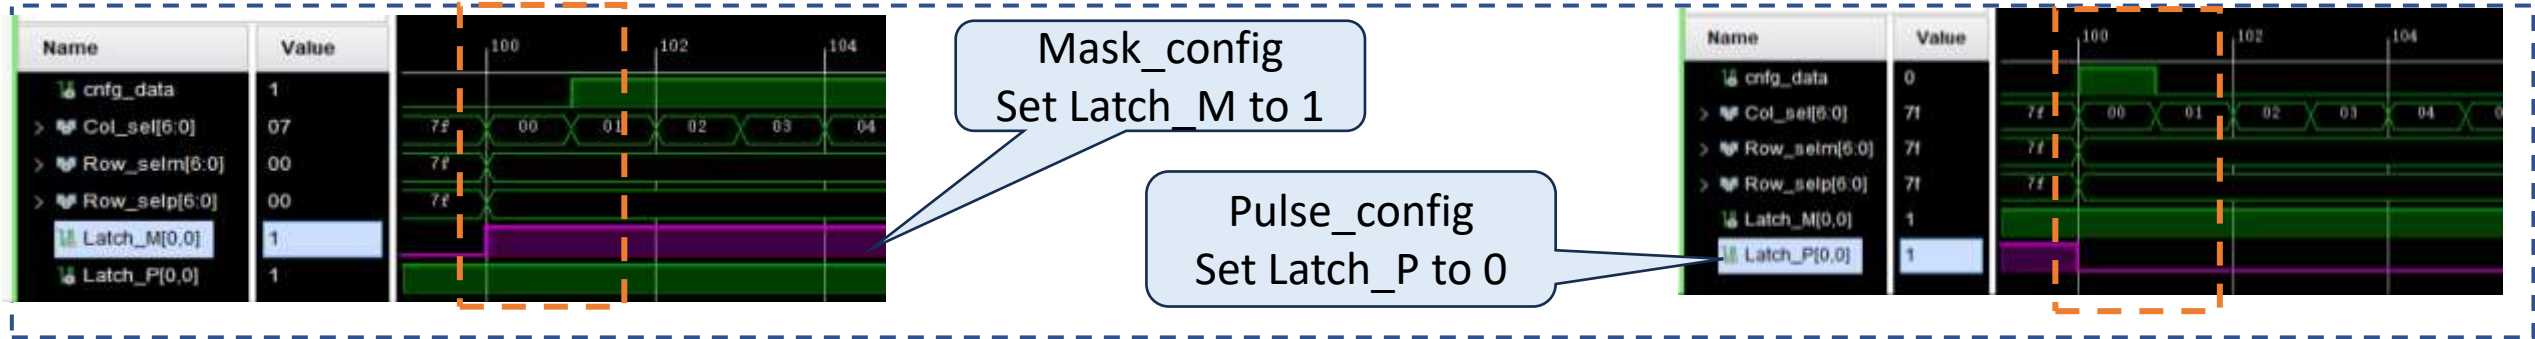 Name Value 100 102 104
cnfg_data 1
Col_sel[6:0] 07 7f 00 01 02 03 04
Row_selm[6:0] 00 7f
Row_selp[6:0] 00 7f
Latch_M[0,0] 1
Latch_P[0,0] 1
Mask_config
Set Latch_M to 1
Pulse_config
Set Latch_P to 0
Name Value 100 102 104
cnfg_data 0
Col_sel[6:0] 7f 7f 00 01 02 03 04 0
Row_selm[6:0] 7f 7f
Row_selp[6:0] 7f 7f
Latch_M[0,0] 1
Latch_P[0,0] 1